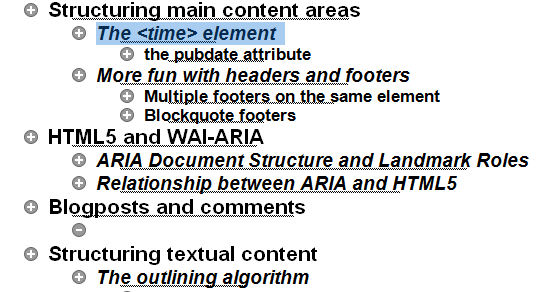 Structuring main content areas
The <time> element
the pubdate attribute
More fun with headers and footers
Multiple footers on the same element
Blockquote footers
HTML5 and WAI-ARIA
ARIA Document Structure and Landmark Roles
Relationship between ARIA and HTML5
Blogposts and comments
Structuring textual content
The outlining algorithm